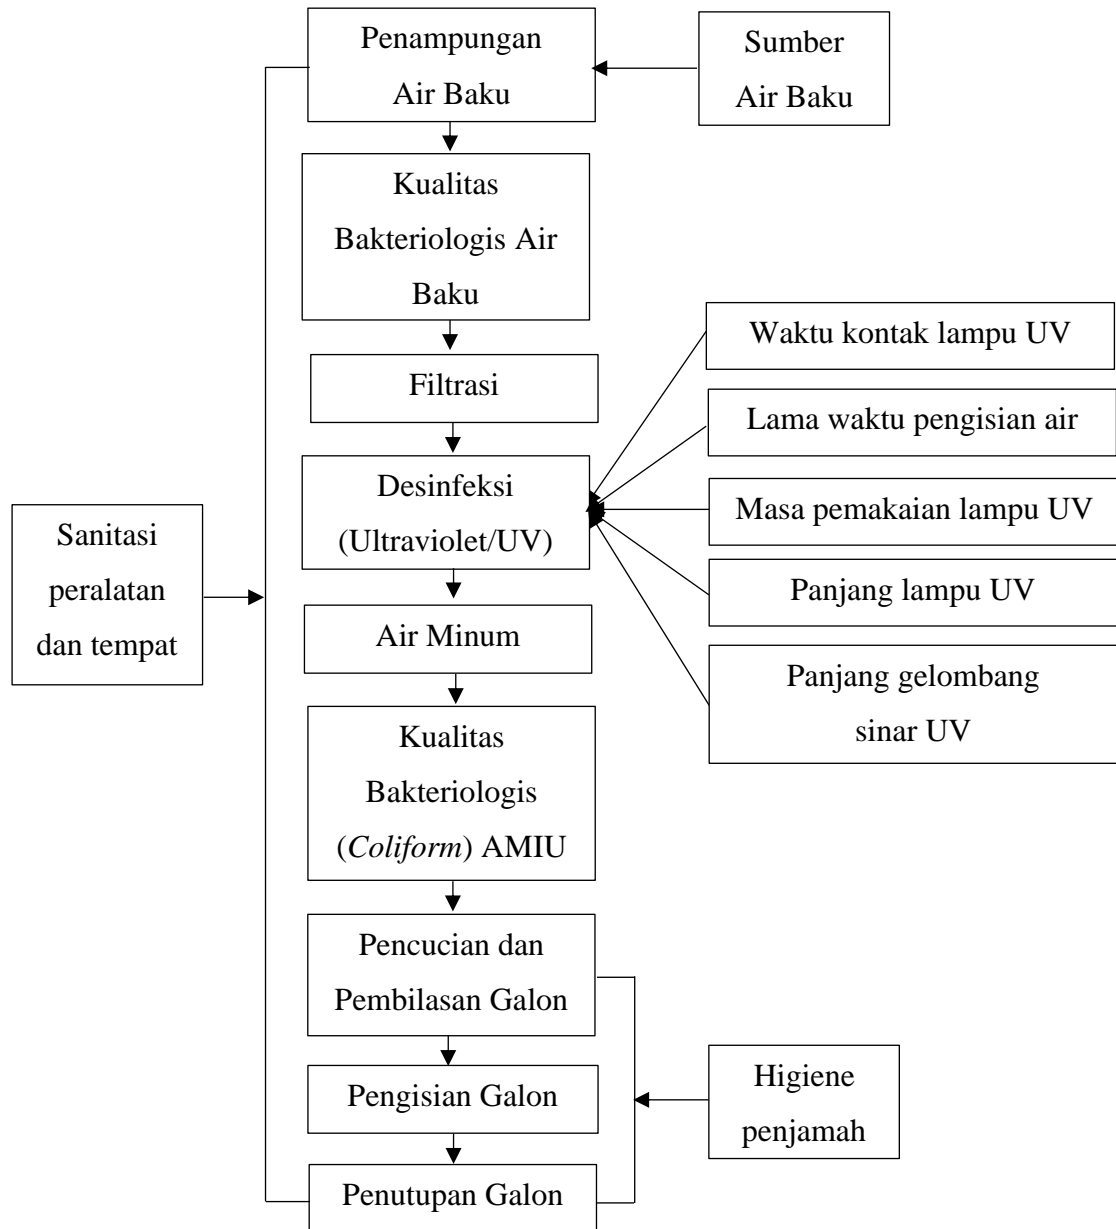 Penampungan
Air Baku
Sumber
Air Baku
Kualitas
Bakteriologis Air
Baku
Filtrasi
Waktu kontak lampu UV
Lama waktu pengisian air
Desinfeksi
(Ultraviolet/UV)
Masa pemakaian lampu UV
Panjang lampu UV
Panjang gelombang
sinar UV
Sanitasi
peralatan
dan tempat
Air Minum
Kualitas
Bakteriologis
(Coliform) AMIU
Pencucian dan
Pembilasan Galon
Pengisian Galon
Higiene
penjamah
Penutupan Galon